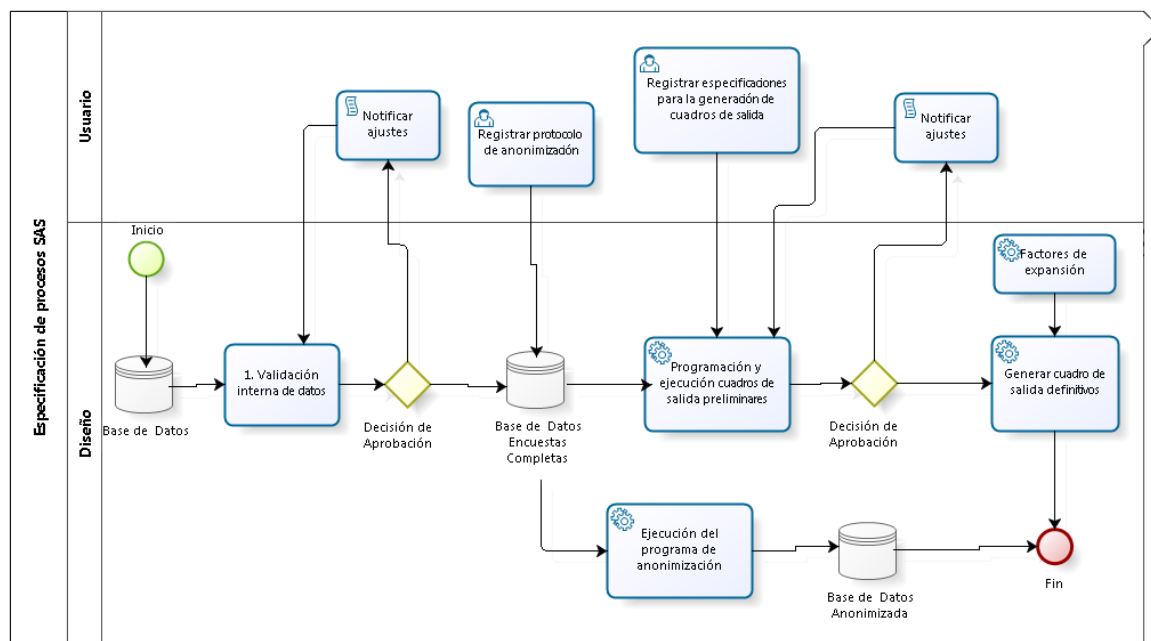 Especificación de procesos SAS
Usuario
Notificar
ajustes
Registrar protocolo
de anonimización
Registrar especificaciones
para la generación de
cuadros de salida
Notificar
ajustes
Diseño
Inicio
Base de Datos
1. Validación
interna de datos
Decisión de
Aprobación
Base de Datos
Encuestas
Completas
Programación y
ejecución cuadros de
salida preliminares
Decisión de
Aprobación
Factores de
expansión
Generar cuadro de
salida definitivos
Ejecución del
programa de
anonimización
Base de Datos
Anonimizada
Fin